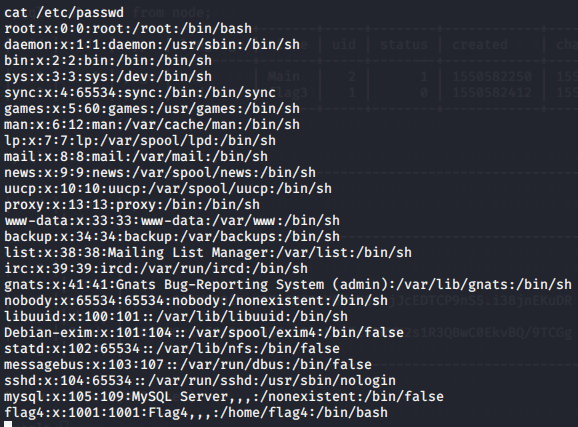 cat /etc/passwd
root:x:0:0:root:/root:/bin/bash
daemon:x:1:1:daemon:/usr/sbin:/bin/sh
bin:x:2:2:bin:/bin:/bin/sh
sys:x:3:3:sys:/dev:/bin/sh
sync:x:4:65534:sync:/bin:/bin/sync
games:x:5:60:games:/usr/games:/bin/sh
man:x:6:12:man:/var/cache/man:/bin/sh
lp:x:7:7:lp:/var/spool/lpd:/bin/sh
mail:x:8:8:mail:/var/mail:/bin/sh
news:x:9:9:news:/var/spool/news:/bin/sh
uucp:x:10:10:uucp:/var/spool/uucp:/bin/sh
proxy:x:13:13:proxy:/bin:/bin/sh
www-data:x:33:33:www-data:/var/www:/bin/sh
backup:x:34:34:backup:/var/backups:/bin/sh
list:x:38:38:Mailing List Manager:/var/list:/bin/sh
irc:x:39:39:ircd:/var/run/ircd:/bin/sh
gnats:x:41:41:Gnats Bug-Reporting System (admin):/var/lib/gnats:/bin/sh
nobody:x:65534:65534:nobody:/nonexistent:/bin/sh
libuuid:x:100:101::/var/lib/libuuid:/bin/sh
Debian-exim:x:101:104::/var/spool/exim4:/bin/false
statd:x:102:65534::/var/lib/nfs:/bin/false
messagebus:x:103:107::/var/run/dbus:/bin/false
sshd:x:104:65534::/var/run/sshd:/usr/sbin/nologin
mysql:x:105:109:MySQL Server,,,:/nonexistent:/bin/false
flag4:x:1001:1001:Flag4,,,:/home/flag4:/bin/bash